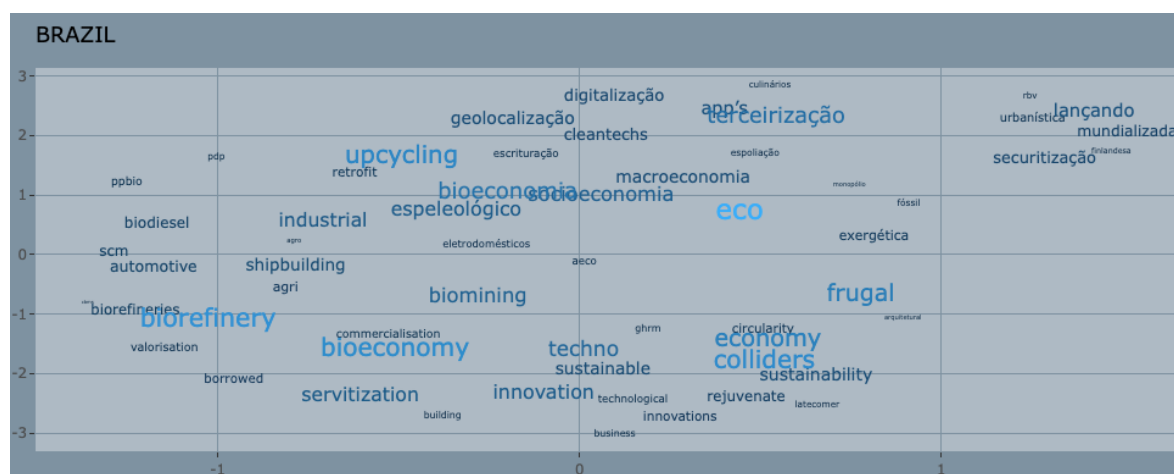 BRAZIL
3
culinários
digitalização
rbv
app's
terceirização
lançando
geolocalização
urbanística
2
cleantechs
mundializada
upcycling
escrituração
espoliação
securitização
finlandesa
pdp
retrofit
macroeconomia
ppbio
bioeconomia
socioeconomia
monopólio
1
espeleológico
eco
fóssil
biodiesel
industrial
exergética
agro
eletrodomésticos
scm
0
automotive
shipbuilding
aeco
agri
biomining
frugal
biorefineries
-1
biorefinery
arquitetural
commercialisation
ghrm
circularity
valorisation
bioeconomy
techno
economy
colliders
sustainable
-2
borrowed
sustainability
servitization
innovation
technological
rejuvenate
latecomer
building
innovations
-3
business
-1
0
1